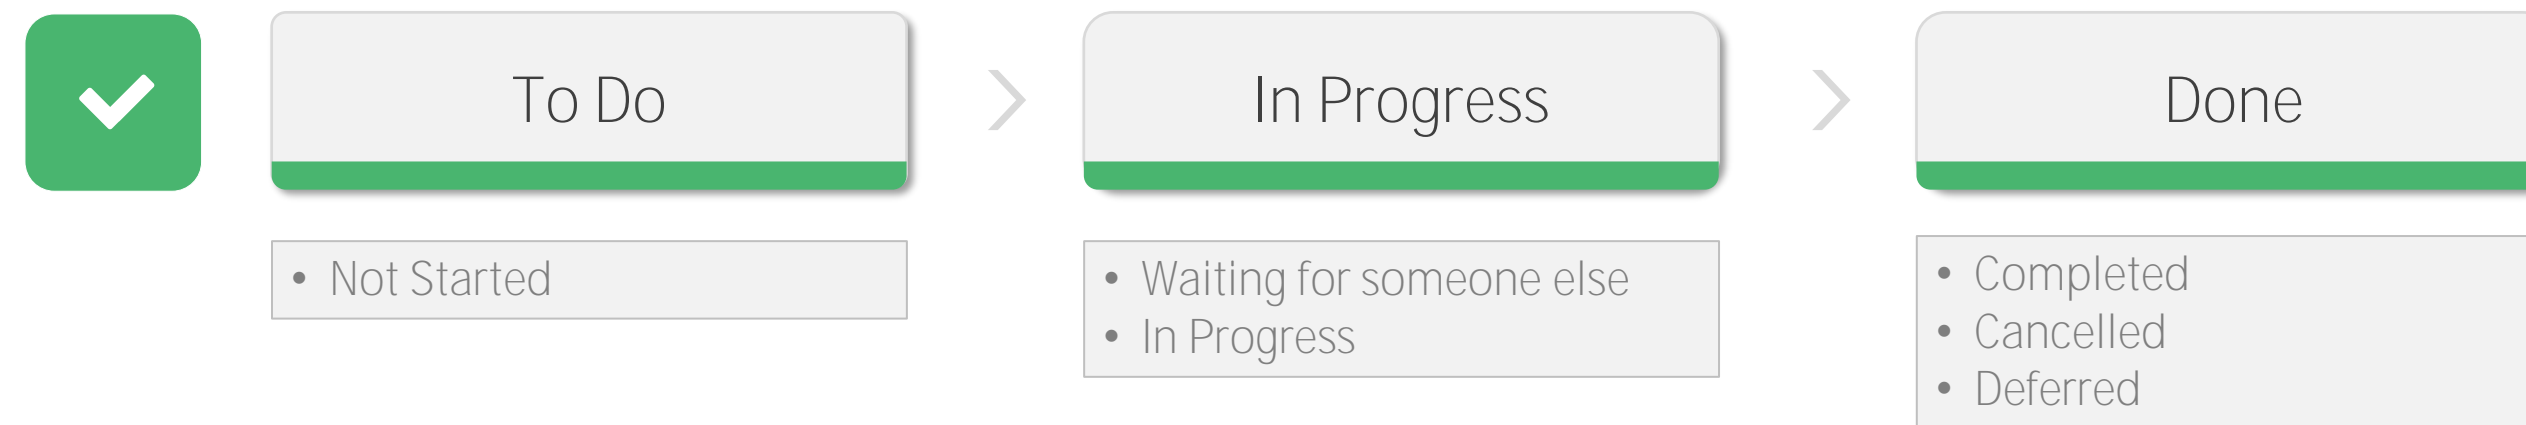 To Do
In Progress
Done
• Not Started
• Waiting for someone else
• In Progress
• Completed
• Cancelled
• Deferred